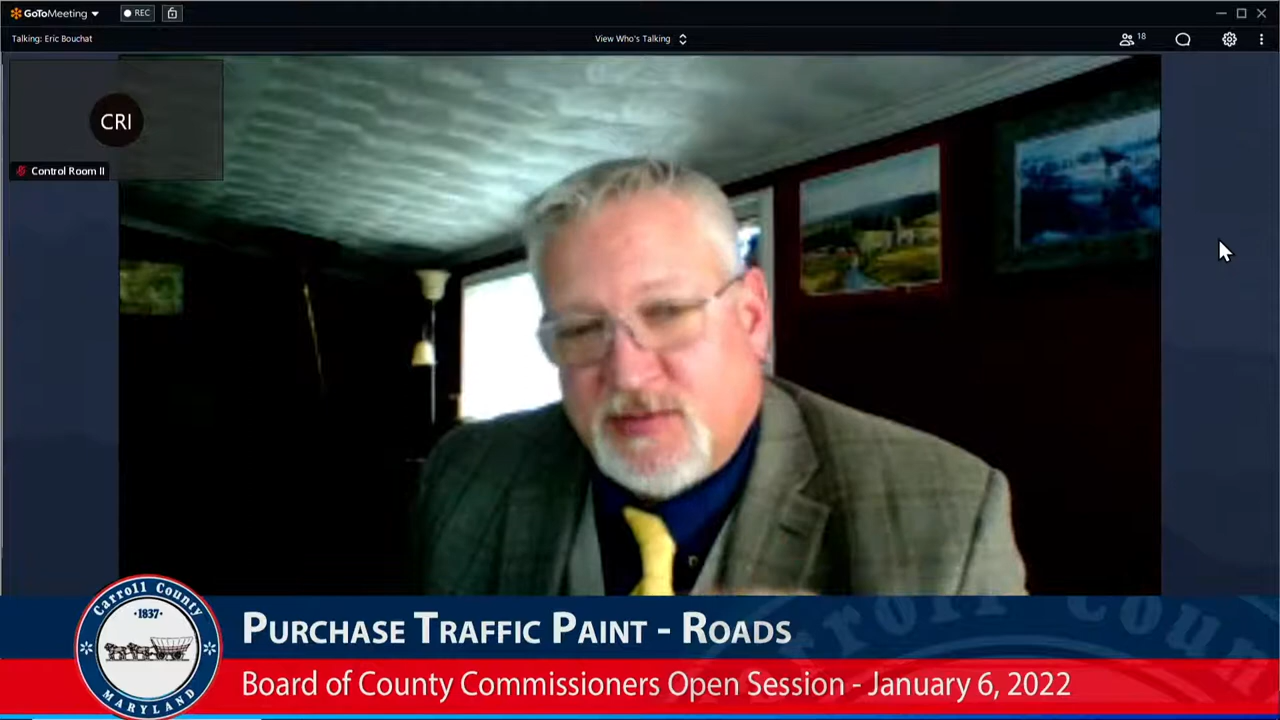 GoToMeeting
REC
Talking: Eric Bouchat
View Who's Talking
18
CRI
Control Room II
Carroll County
·1837·
MARYLAND
PURCHASE TRAFFIC PAINT - ROADS
Board of County Commissioners Open Session - January 6, 2022